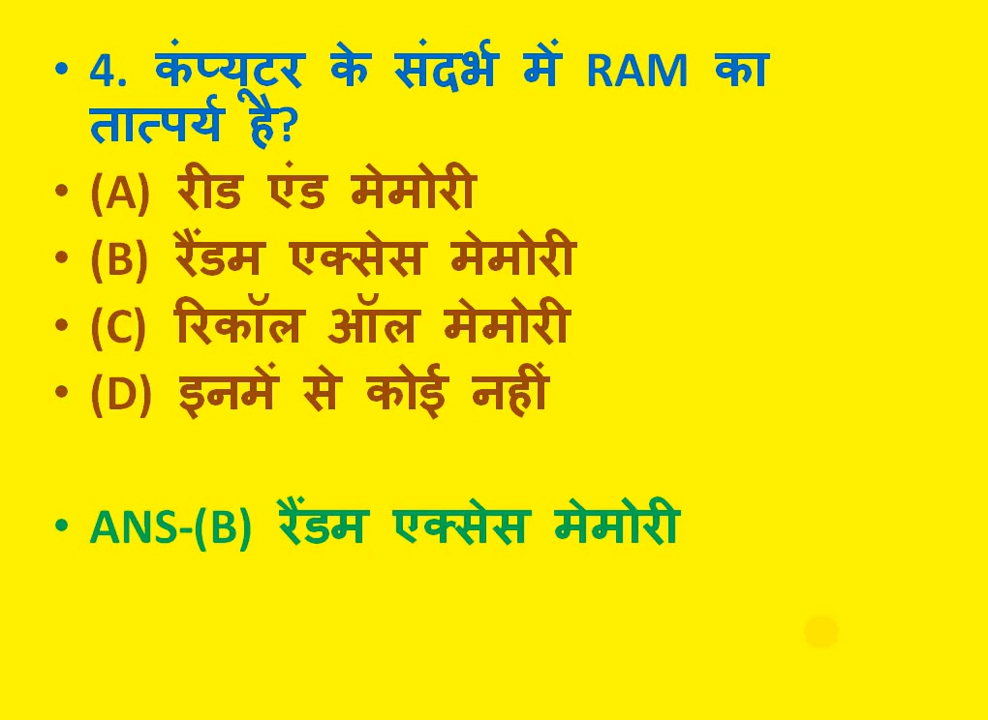 • 4. कंप्यूटर के संदर्भ में RAM का
तात्पर्य है?
• (A) रीड एंड मेमोरी
• (B) रैंडम एक्सेस मेमोरी
• (C) रिकॉल ऑल मेमोरी
• (D) इनमें से कोई नहीं
• ANS-(B) रैंडम एक्सेस मेमोरी